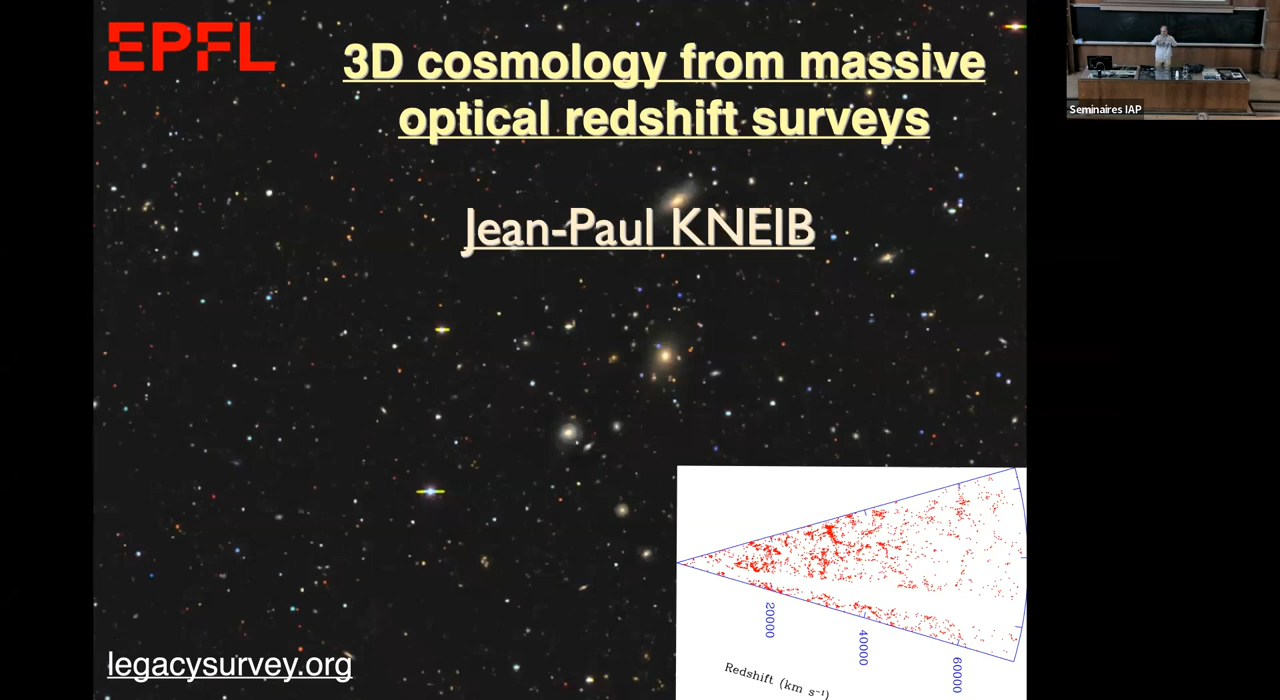 EPFL
3D cosmology from massive
optical redshift surveys
Jean-Paul KNEIB
Seminaires IAP
20000
40000
60000
Redshift (km s⁻¹)
legacysurvey.org